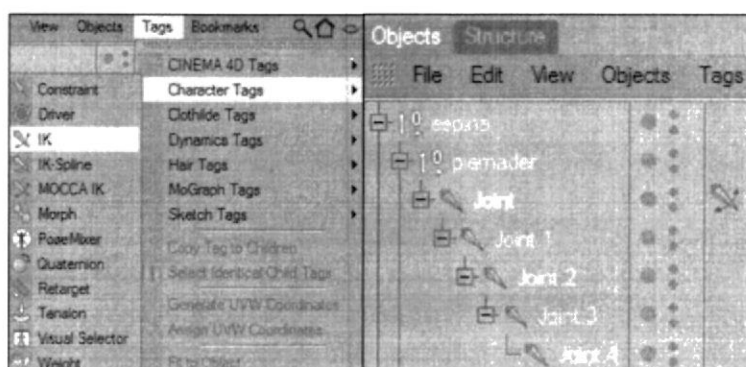 View Objects Tags Bookmarks
CINEMA 4D Tags
Character Tags
Clothilde Tags
Dynamics Tags
Hair Tags
MoGraph Tags
Sketch Tags
Copy Tag to Children
Select Identical Child Tags
Generate UVW Coordinates
Assign UVW Coordinates
Fit to Object
Constraint
Driver
IK
IK-Spline
MOCCA IK
Morph
PoseMixer
Quaternion
Retarget
Tension
Visual Selector
Weight
Objects Structure
File Edit View Objects Tags
Joint
Joint.1
Joint.2
Joint.3
Joint.4